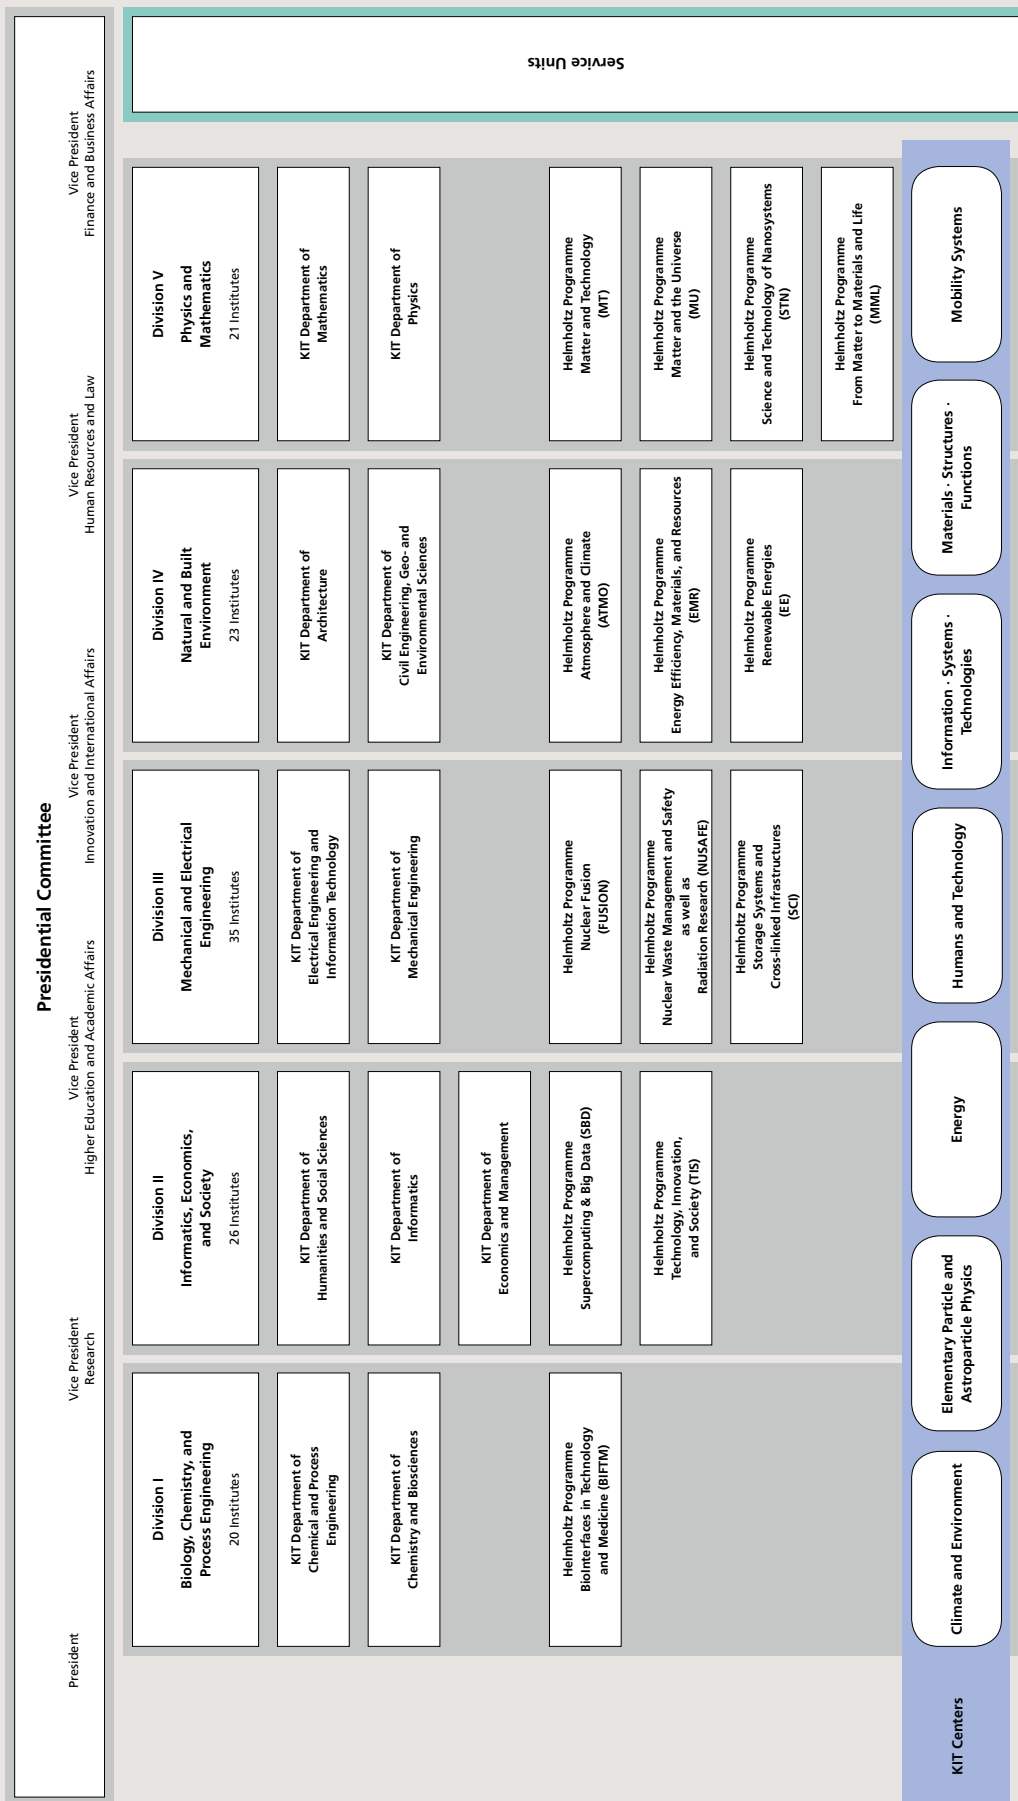 Presidential Committee
President
Vice President
Research
Vice President
Higher Education and Academic Affairs
Vice President
Innovation and International Affairs
Vice President
Human Resources and Law
Vice President
Finance and Business Affairs
Division I
Biology, Chemistry, and
Process Engineering
20 Institutes
KIT Department of
Chemical and Process
Engineering
KIT Department of
Chemistry and Biosciences
Helmholtz Programme
BioInterfaces in Technology
and Medicine (BIFTM)
Division II
Informatics, Economics,
and Society
26 Institutes
KIT Department of
Humanities and Social Sciences
KIT Department of
Informatics
KIT Department of
Economics and Management
Helmholtz Programme
Supercomputing & Big Data (SBD)
Helmholtz Programme
Technology, Innovation,
and Society (TIS)
Division III
Mechanical and Electrical
Engineering
35 Institutes
KIT Department of
Electrical Engineering and
Information Technology
KIT Department of
Mechanical Engineering
Helmholtz Programme
Nuclear Fusion
(FUSION)
Helmholtz Programme
Nuclear Waste Management and Safety
as well as
Radiation Research (NUSAFE)
Helmholtz Programme
Storage Systems and
Cross-linked Infrastructures
(SCI)
Division IV
Natural and Built
Environment
23 Institutes
KIT Department of
Architecture
KIT Department of
Civil Engineering, Geo- and
Environmental Sciences
Helmholtz Programme
Atmosphere and Climate
(ATMO)
Helmholtz Programme
Energy Efficiency, Materials, and Resources
(EMR)
Helmholtz Programme
Renewable Energies
(EE)
Division V
Physics and
Mathematics
21 Institutes
KIT Department of
Mathematics
KIT Department of
Physics
Helmholtz Programme
Matter and Technology
(MT)
Helmholtz Programme
Matter and the Universe
(MU)
Helmholtz Programme
Science and Technology of Nanosystems
(STN)
Helmholtz Programme
From Matter to Materials and Life
(MML)
Service Units
KIT Centers
Climate and Environment
Elementary Particle and
Astroparticle Physics
Energy
Humans and Technology
Information · Systems ·
Technologies
Materials · Structures ·
Functions
Mobility Systems